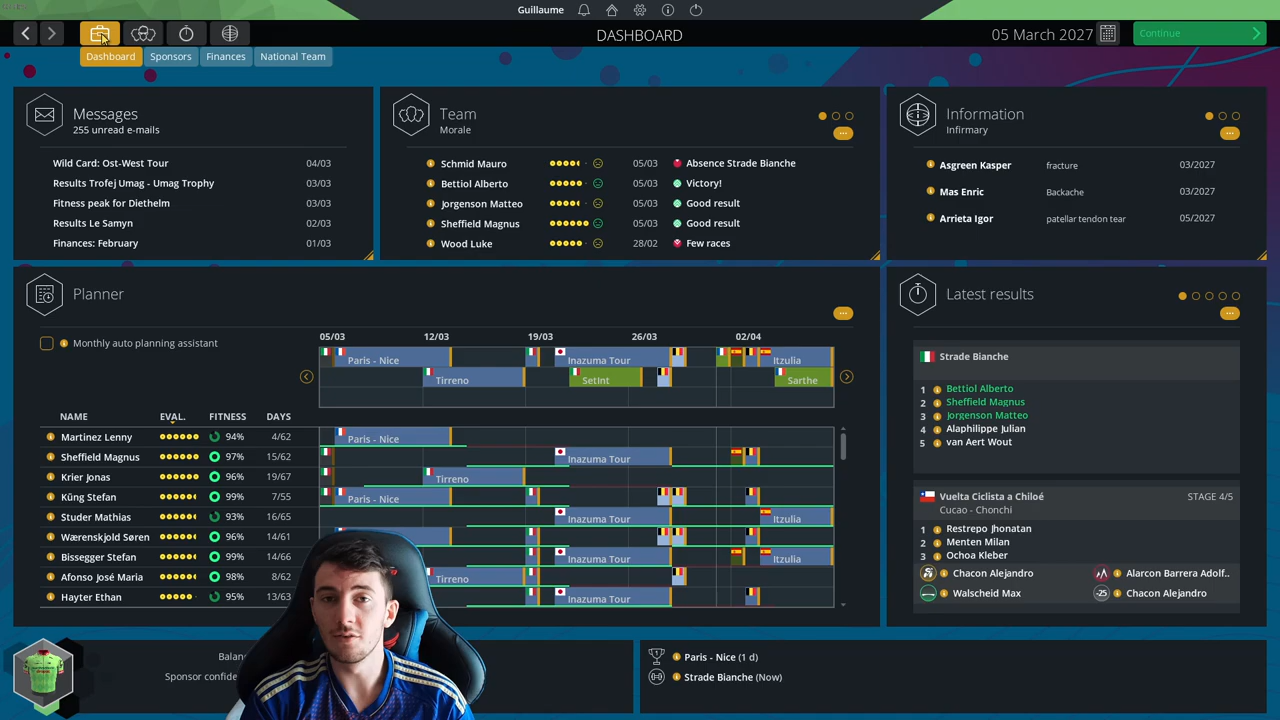 Guillaume
DASHBOARD
05 March 2027
Continue
Dashboard
Sponsors
Finances
National Team
Messages
255 unread e-mails
Wild Card: Ost-West Tour 04/03
Results Trofej Umag - Umag Trophy 03/03
Fitness peak for Diethelm 03/03
Results Le Samyn 02/03
Finances: February 01/03
Team
Morale
Schmid Mauro 05/03 Absence Strade Bianche
Bettiol Alberto 05/03 Victory!
Jorgenson Matteo 05/03 Good result
Sheffield Magnus 05/03 Good result
Wood Luke 28/02 Few races
Information
Infirmary
Asgreen Kasper fracture 03/2027
Mas Enric Backache 03/2027
Arrieta Igor patellar tendon tear 05/2027
Planner
Monthly auto planning assistant
05/03 12/03 19/03 26/03 02/04
Paris - Nice Inazuma Tour Itzulia
Tirreno SetInt Sarthe
NAME EVAL. FITNESS DAYS
Martinez Lenny 94% 4/62 Paris - Nice
Sheffield Magnus 97% 15/62 Inazuma Tour
Krier Jonas 96% 19/67 Tirreno
Küng Stefan 99% 7/55 Paris - Nice
Studer Mathias 93% 16/65 Inazuma Tour Itzulia
Wærenskjold Søren 96% 14/61
Bissegger Stefan 99% 14/66 Inazuma Tour Itzulia
Afonso José Maria 98% 8/62 Tirreno
Hayter Ethan 95% 13/63 Inazuma Tour
Latest results
Strade Bianche
1 Bettiol Alberto
2 Sheffield Magnus
3 Jorgenson Matteo
4 Alaphilippe Julian
5 van Aert Wout
Vuelta Ciclista a Chiloé STAGE 4/5
Cucao - Chonchi
1 Restrepo Jhonatan
2 Menten Milan
3 Ochoa Kleber
Chacon Alejandro Alarcon Barrera Adolf..
Walscheid Max -25 Chacon Alejandro
Sponsor
Paris - Nice (1 d)
Strade Bianche (Now)